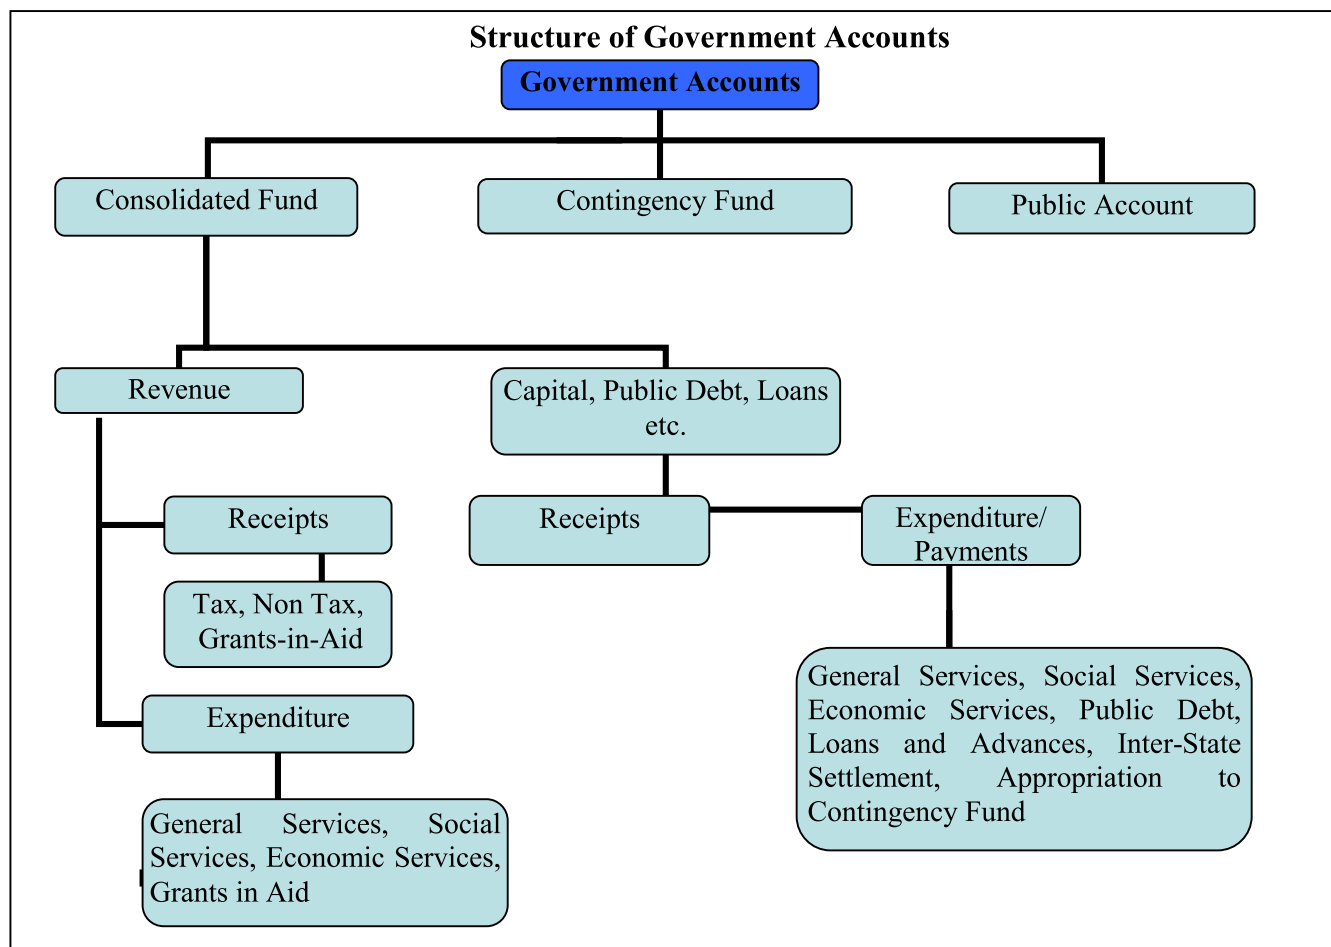 Structure of Government Accounts
Government Accounts
Consolidated Fund
Contingency Fund
Public Account
Revenue
Capital, Public Debt, Loans
etc.
Receipts
Receipts
Expenditure/
Payments
Tax, Non Tax,
Grants-in-Aid
Expenditure
General Services, Social Services,
Economic Services, Public Debt,
Loans and Advances, Inter-State
Settlement, Appropriation to
Contingency Fund
General Services, Social
Services, Economic Services,
Grants in Aid